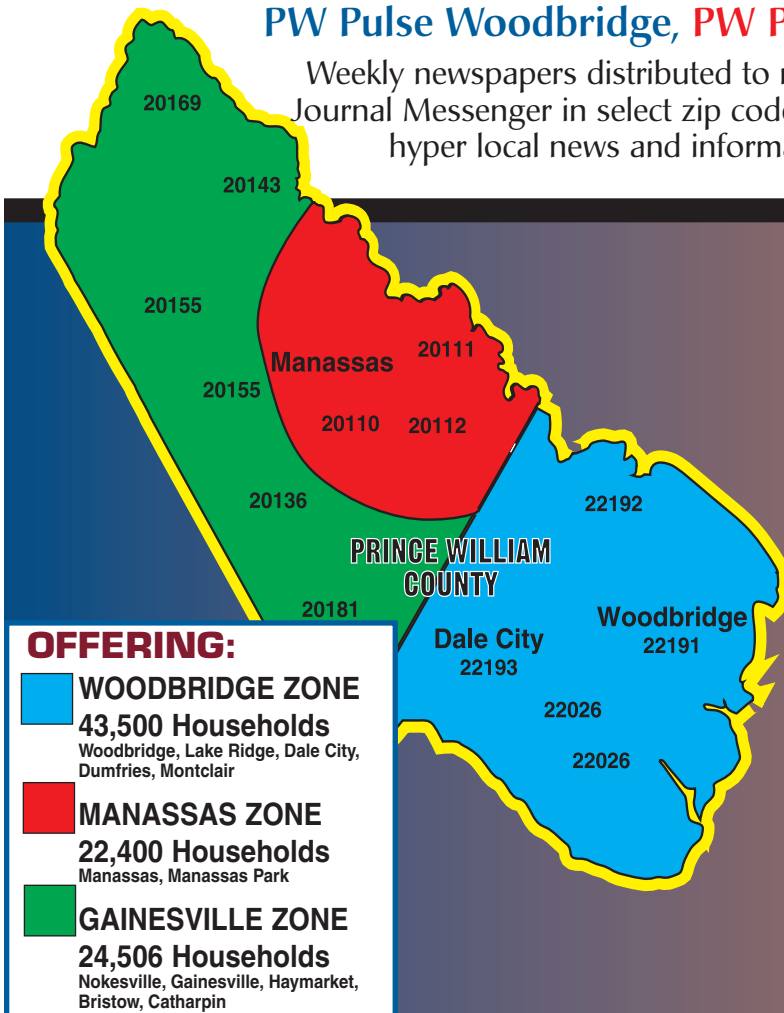 PW Pulse Woodbridge, PW P
Weekly newspapers distributed to
Journal Messenger in select zip code
hyper local news and informa
20169
20143
20155
20111
Manassas
20155
20110 20112
20136
22192
PRINCE WILLIAM
COUNTY
20181
Woodbridge
22191
Dale City
22193
22026
22026
OFFERING:
WOODBRIDGE ZONE
43,500 Households
Woodbridge, Lake Ridge, Dale City,
Dumfries, Montclair
MANASSAS ZONE
22,400 Households
Manassas, Manassas Park
GAINESVILLE ZONE
24,506 Households
Nokesville, Gainesville, Haymarket,
Bristow, Catharpin